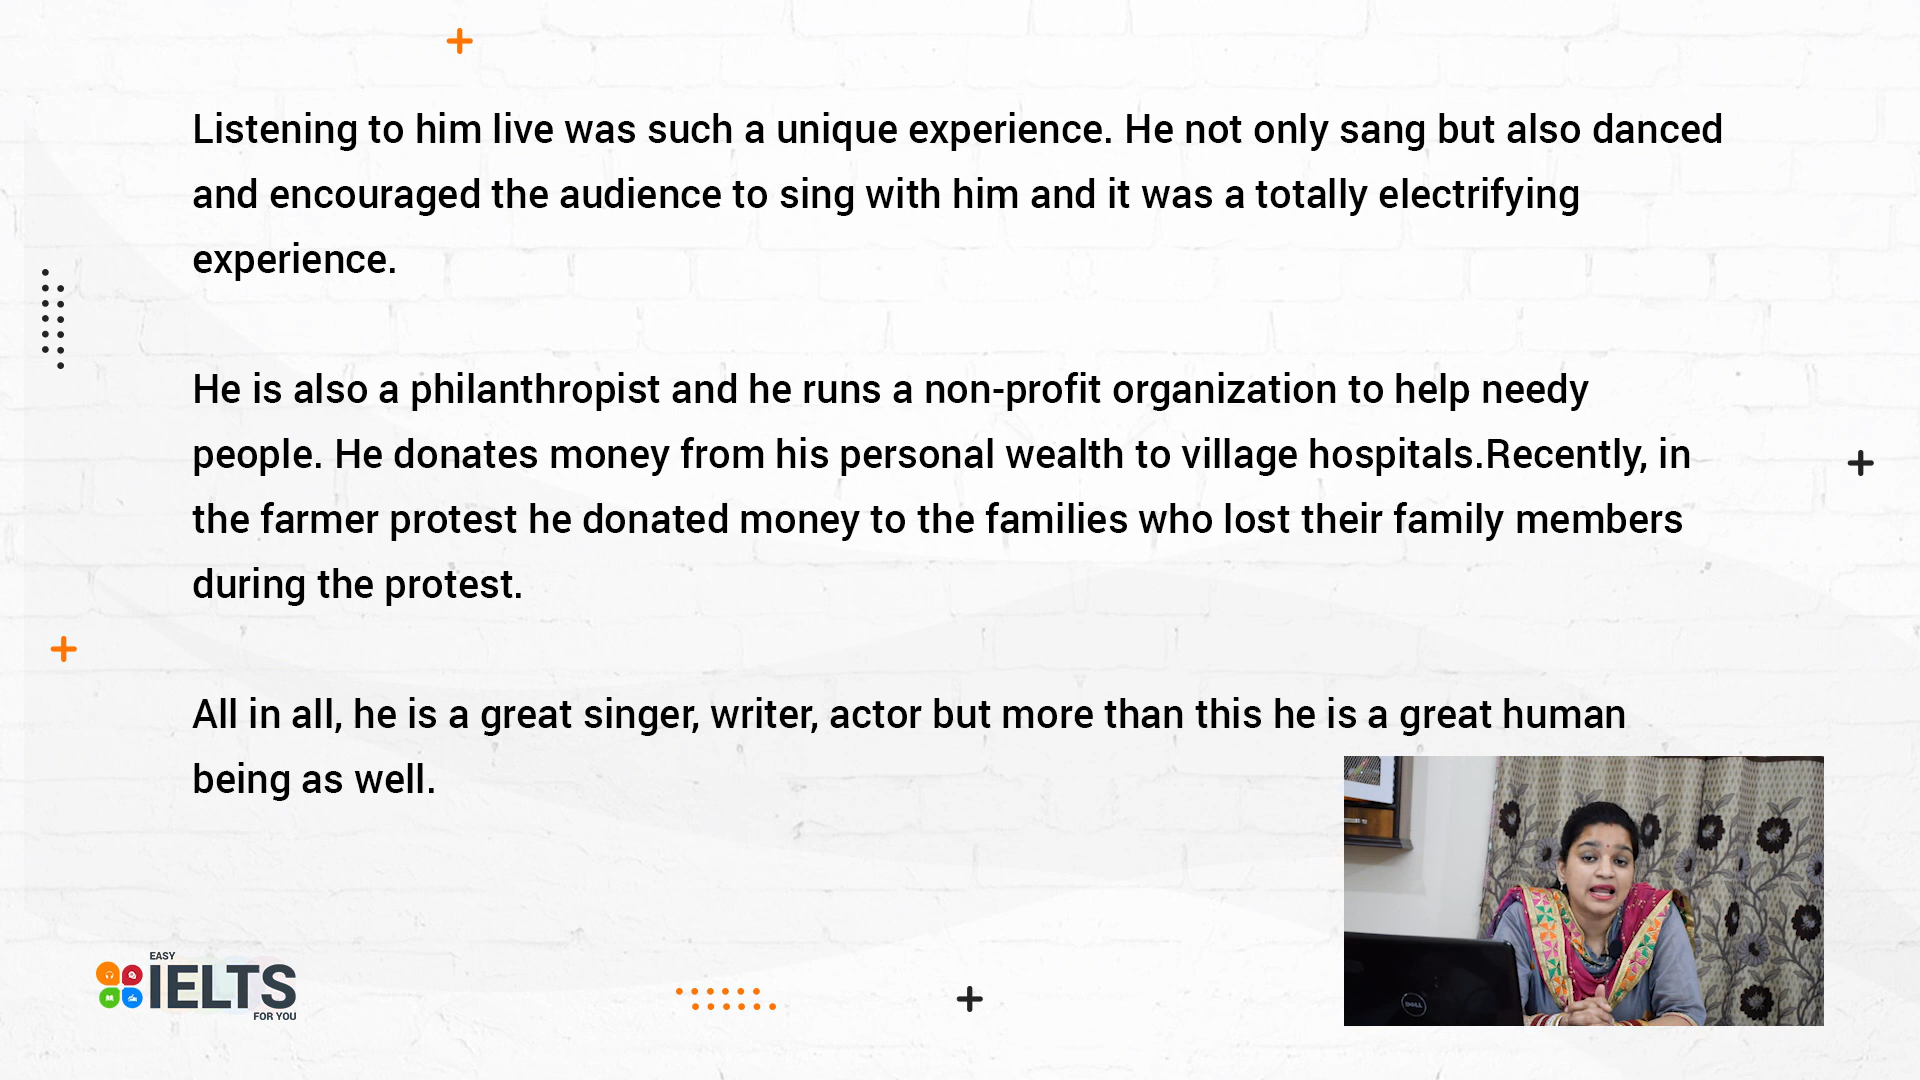 Listening to him live was such a unique experience. He not only sang but also danced
and encouraged the audience to sing with him and it was a totally electrifying
experience.
He is also a philanthropist and he runs a non-profit organization to help needy
people. He donates money from his personal wealth to village hospitals.Recently, in
the farmer protest he donated money to the families who lost their family members
during the protest.
All in all, he is a great singer, writer, actor but more than this he is a great human
being as well.
EASY
IELTS
FOR YOU
DELL